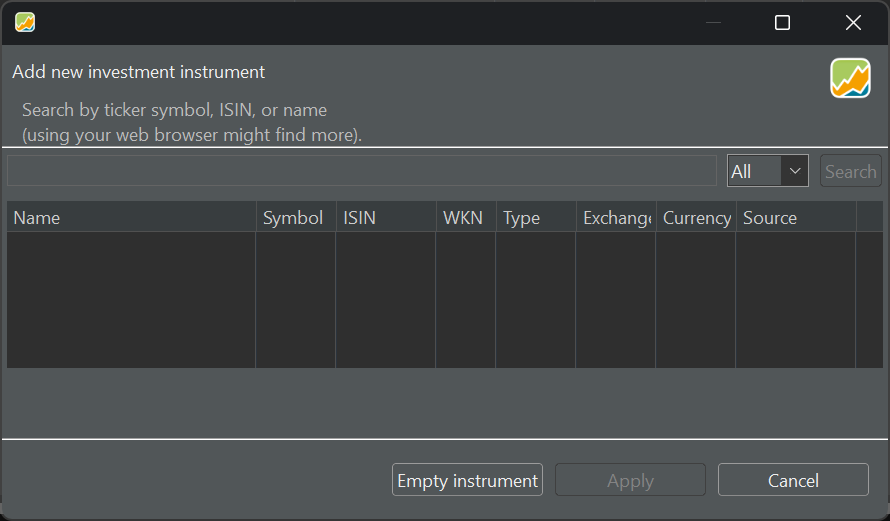 Add new investment instrument
Search by ticker symbol, ISIN, or name
(using your web browser might find more).
All Search
Name Symbol ISIN WKN Type Exchange Currency Source
Empty instrument Apply Cancel